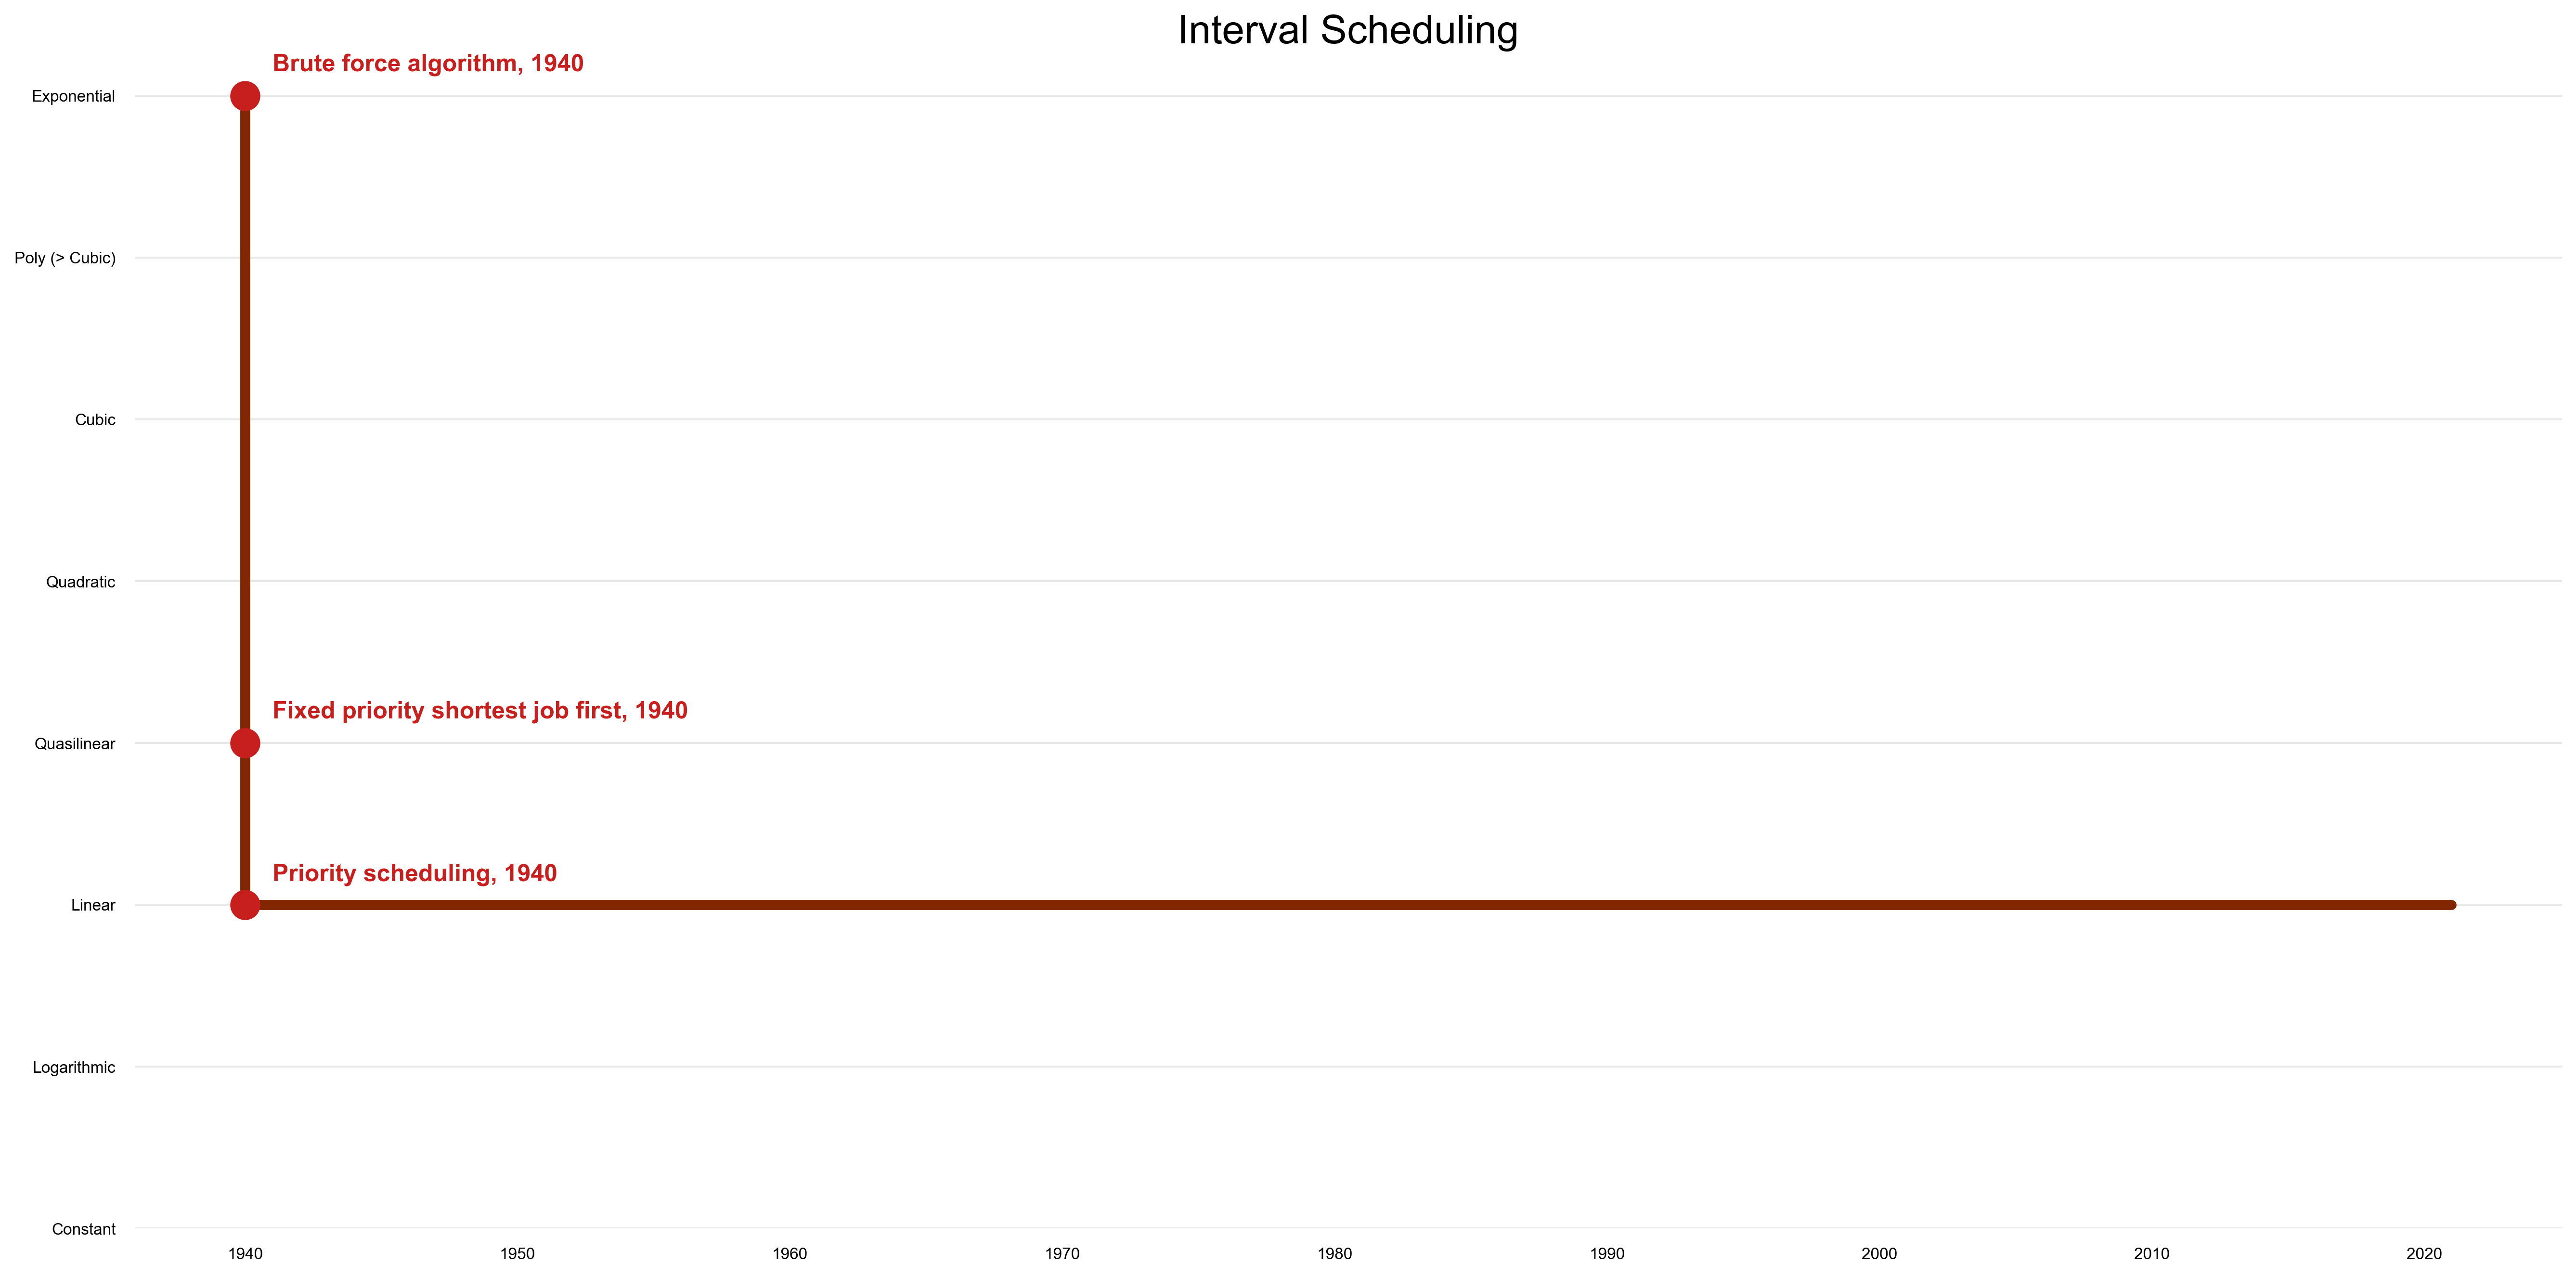 Interval Scheduling
Brute force algorithm, 1940
Exponential
Poly (> Cubic)
Cubic
Quadratic
Fixed priority shortest job first, 1940
Quasilinear
Priority scheduling, 1940
Linear
Logarithmic
Constant
1940 1950 1960 1970 1980 1990 2000 2010 2020